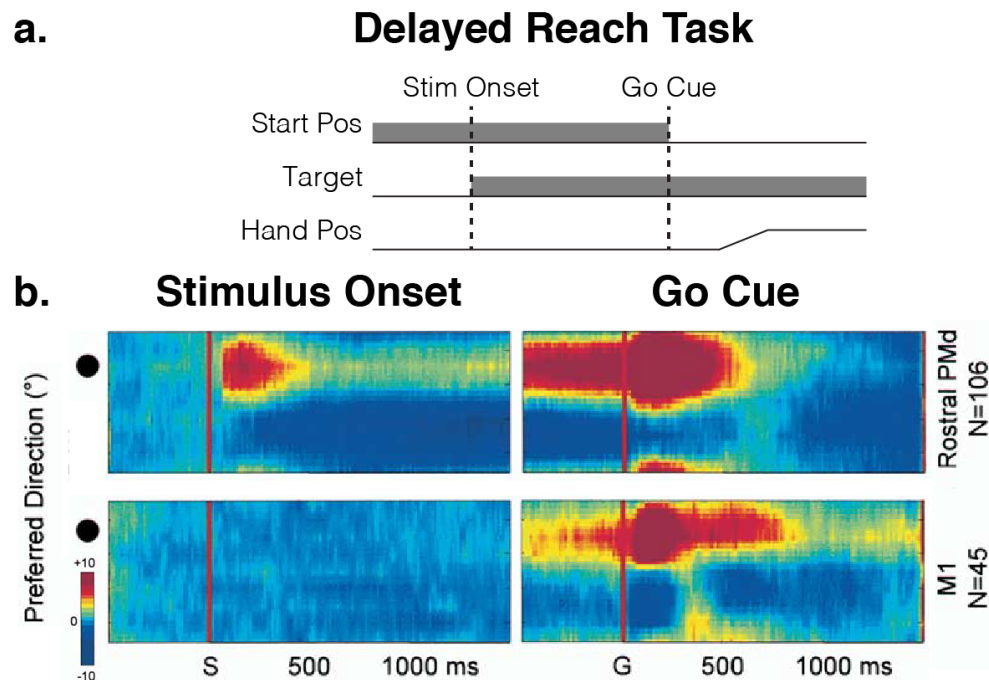 a.
Delayed Reach Task
Stim Onset
Go Cue
Start Pos
Target
Hand Pos
b.
Stimulus Onset
Go Cue
Preferred Direction (°)
Rostral PMd
N=106
M1
N=45
+10
0
-10
S
500
1000 ms
G
500
1000 ms